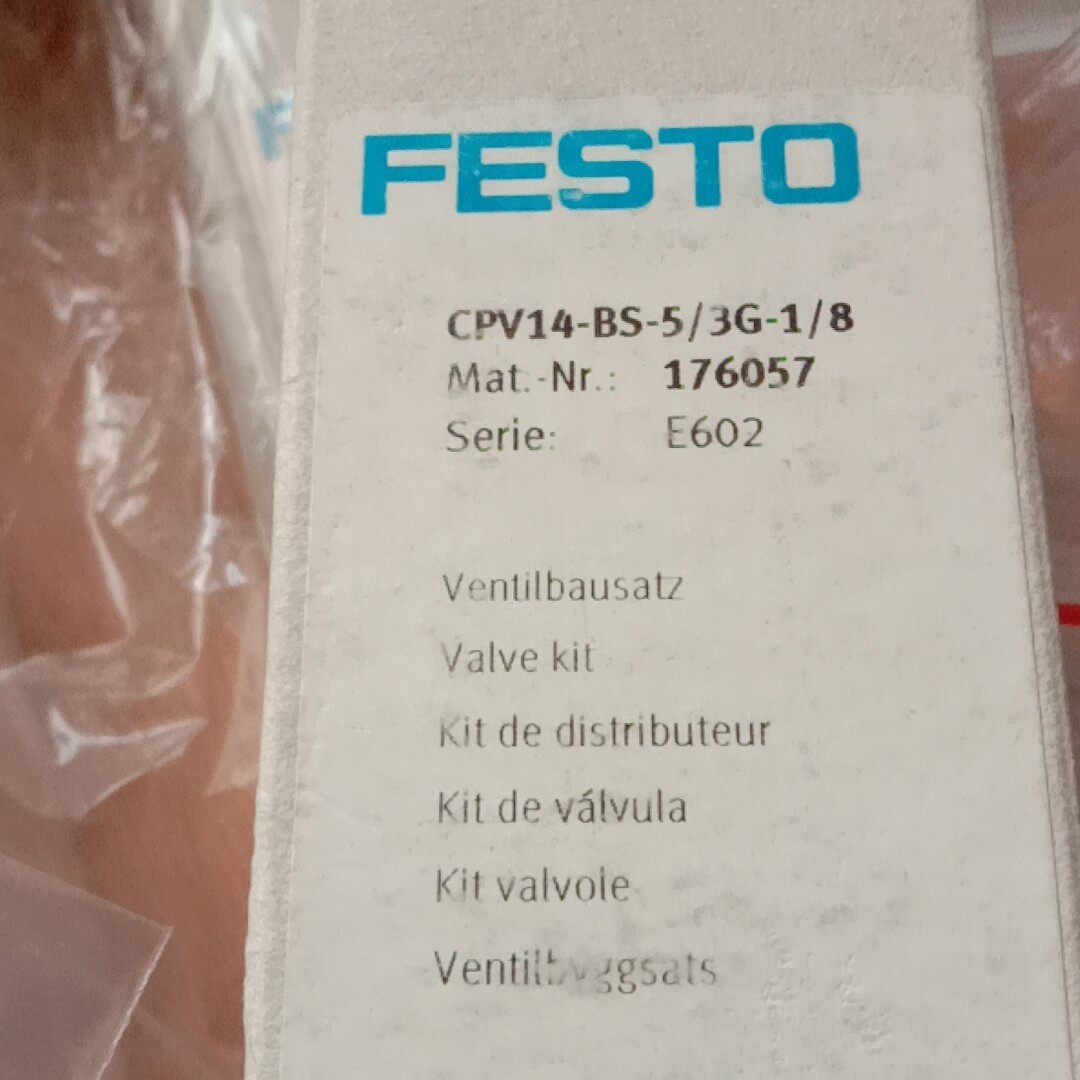 FESTO
CPV14-BS-5/3G-1/8
Mat.-Nr.: 176057
Serie: E602
Ventilbausatz
Valve kit
Kit de distributeur
Kit de válvula
Kit valvole
Ventilbyggsats